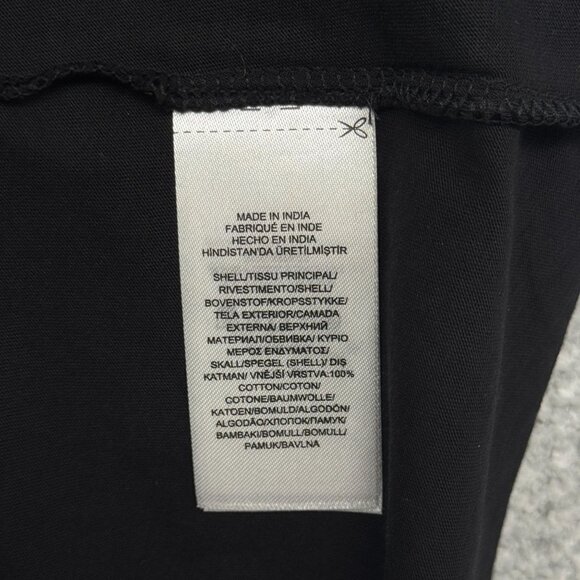 MADE IN INDIA
FABRIQUÉ EN INDE
HECHO EN INDIA
HİNDİSTAN'DA ÜRETİLMİŞTİR
SHELL/TISSU PRINCIPAL/
RIVESTIMENTO/SHELL/
BOVENSTOF/KROPSSTYKKE/
TELA EXTERIOR/CAMADA
EXTERNA/ ВЕРХНИЙ
МАТЕРИАЛ/ОБВИВКА/ ΚΥΡΙΟ
ΜΕΡΟΣ ΕΝΔΥΜΑΤΟΣ/
SKALL/SPEGEL (SHELL)/ DIŞ
KATMAN/ VNĚJŠÍ VRSTVA:100%
COTTON/COTON/
COTONE/BAUMWOLLE/
KATOEN/BOMULD/ALGODÓN/
ALGODÃO/ХЛОПОК/ПАМУК/
ΒΑΜΒΑΚΙ/BOMULL/BOMULL/
PAMUK/BAVLNA